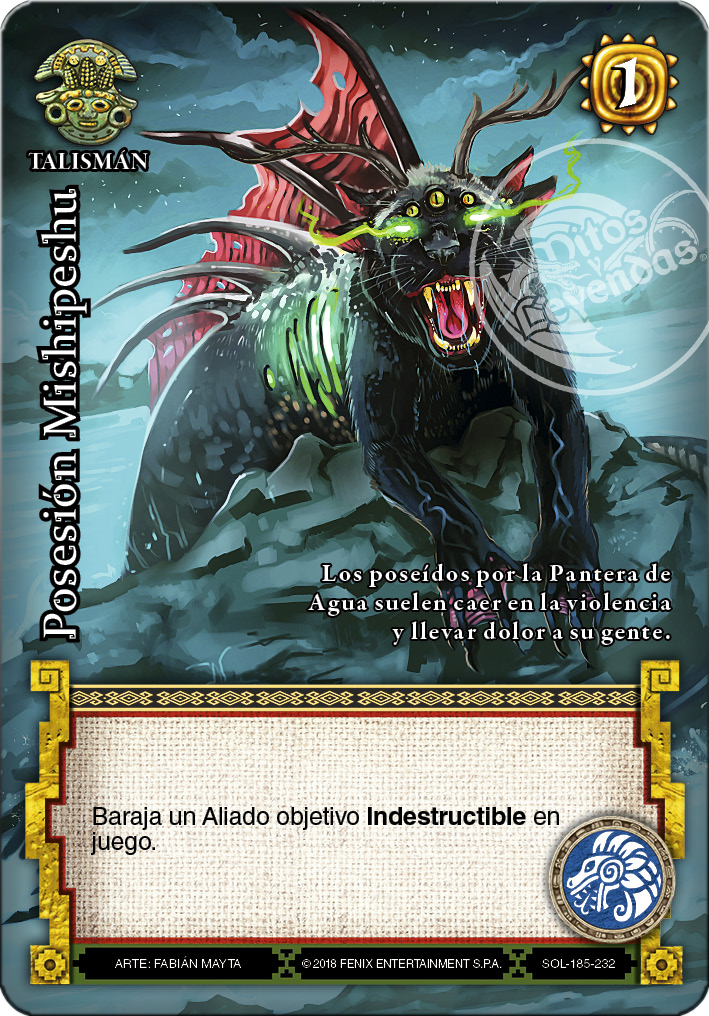 TALISMÁN
1
Mitos
y
Leyendas
Posesión Mishipeshu
Los poseídos por la Pantera de
Agua suelen caer en la violencia
y llevar dolor a su gente.
Baraja un Aliado objetivo Indestructible en
juego.
ARTE: FABIÁN MAYTA
©2018 FENIX ENTERTAINMENT S.P.A.
SOL-185-232